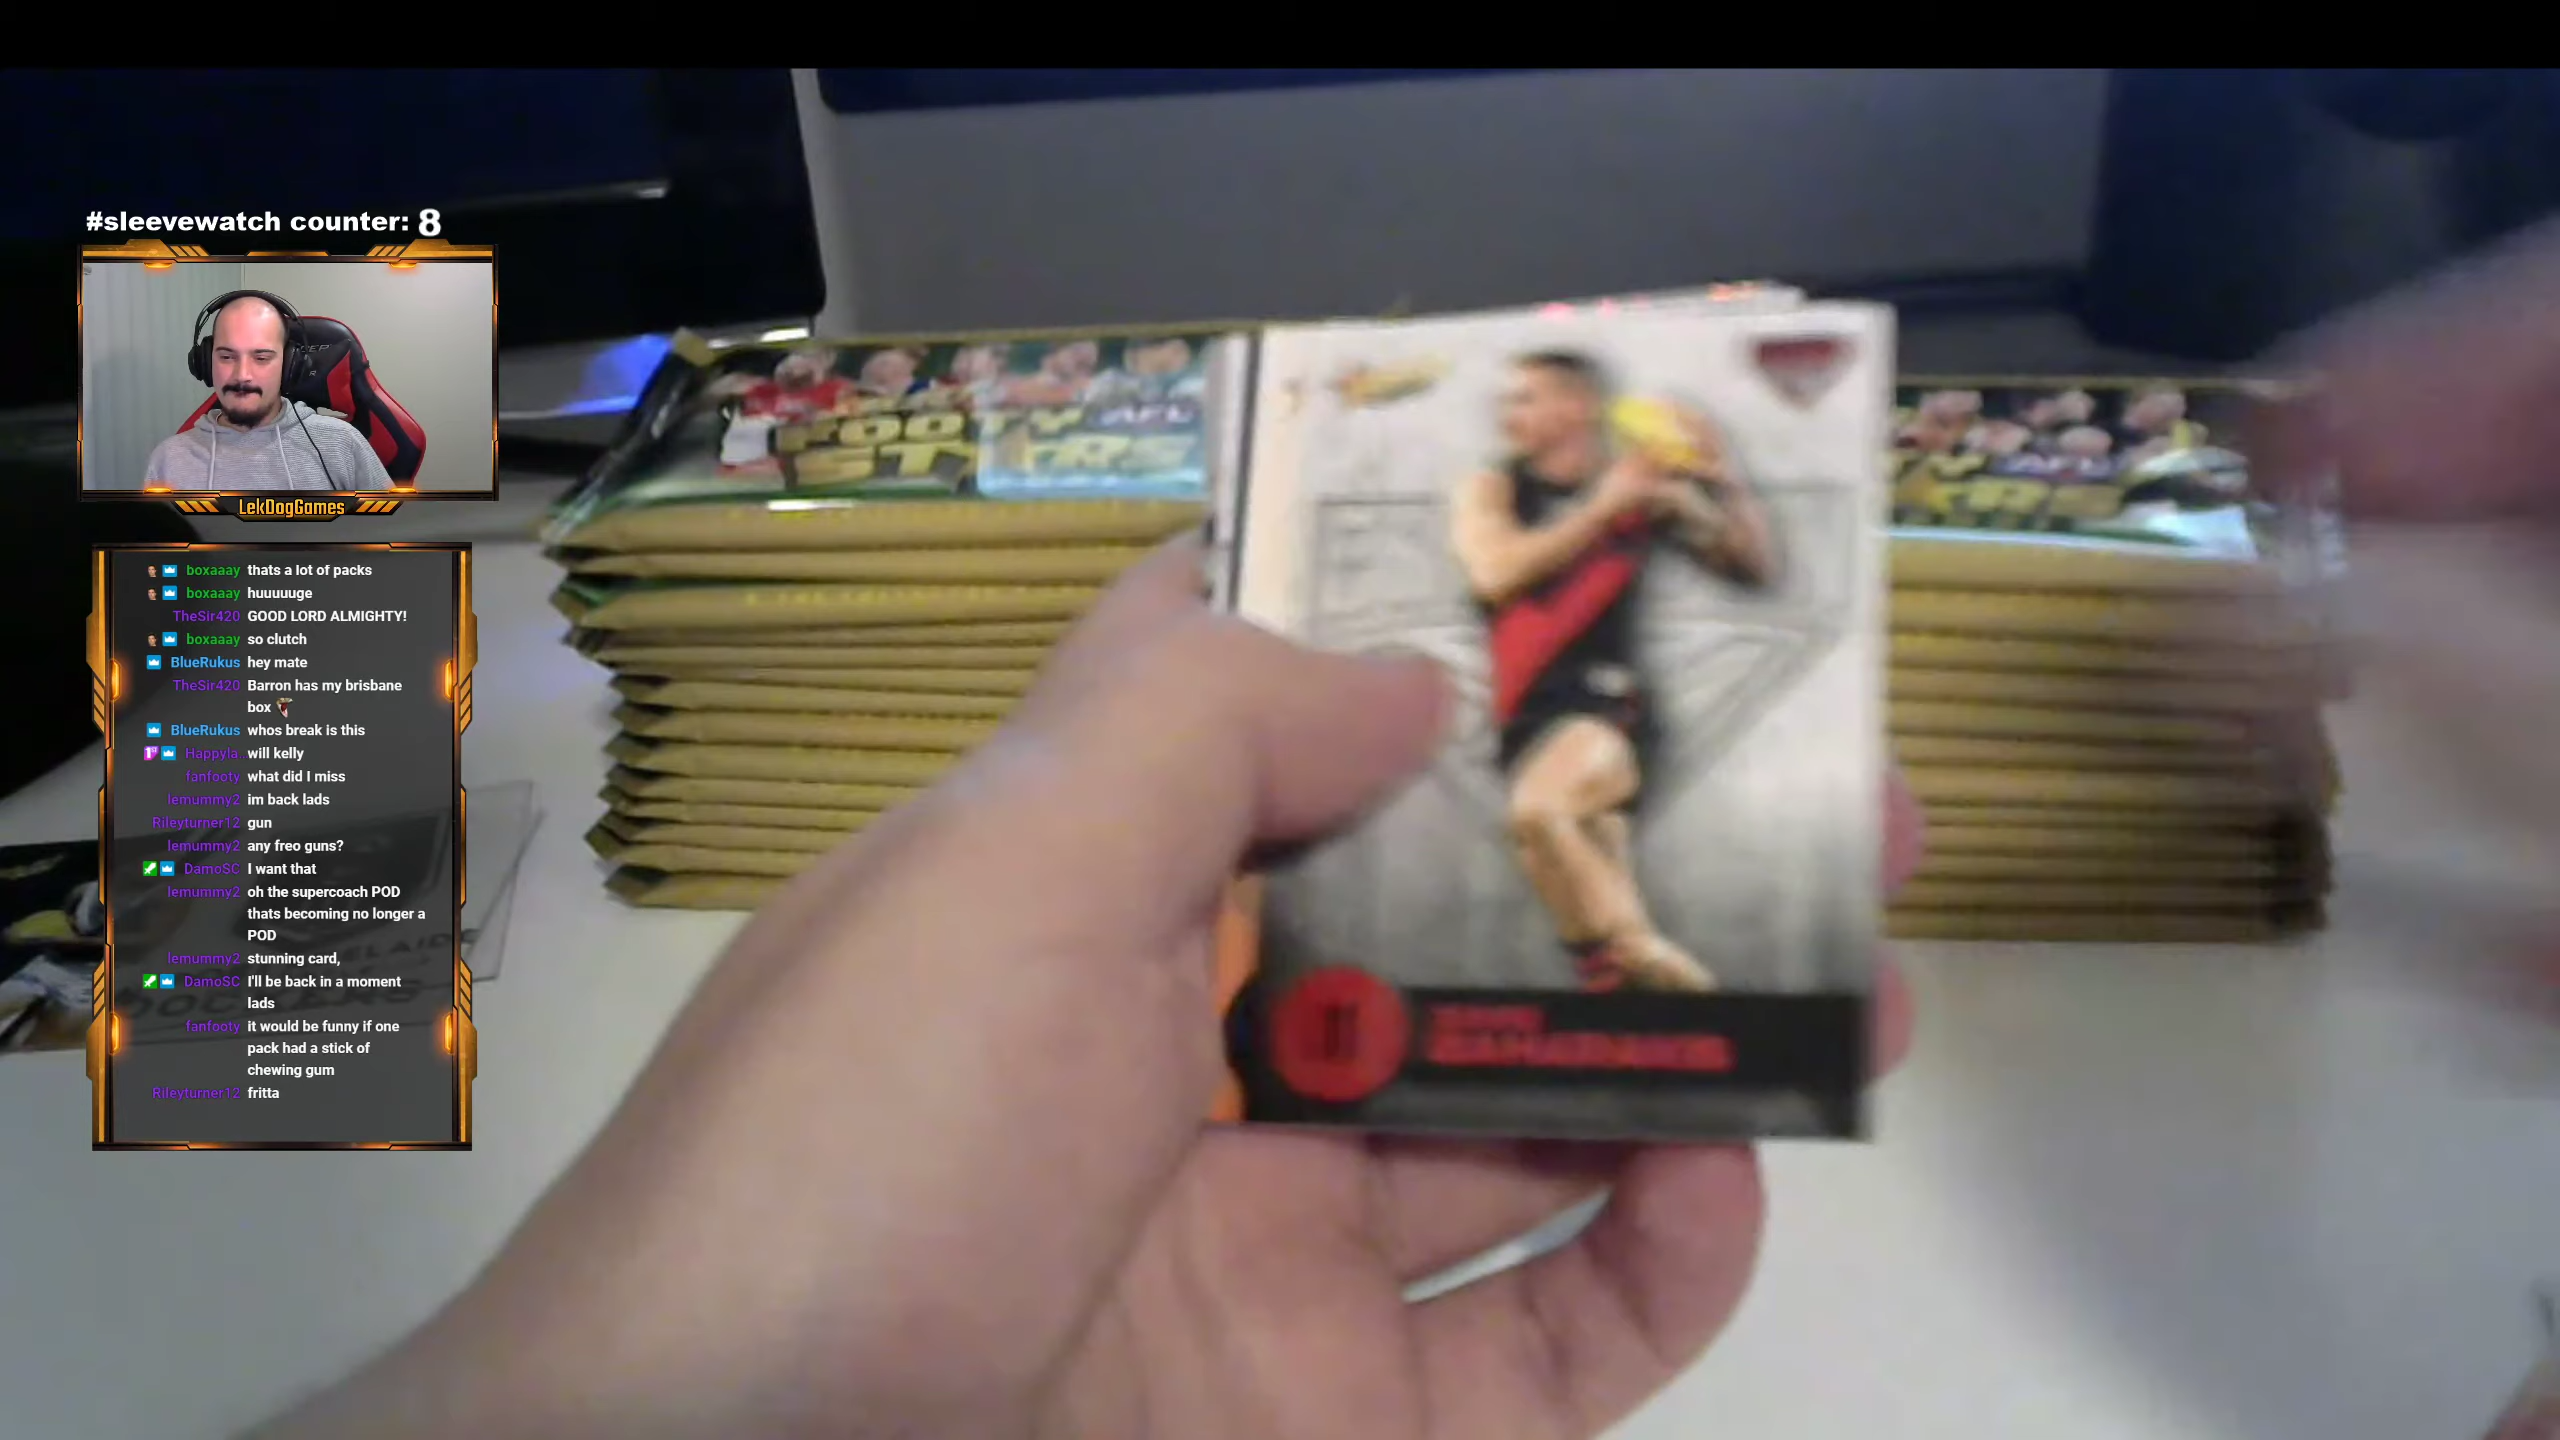 #sleevewatch counter: 8
LekDogGames
boxaaay thats a lot of packs
boxaaay huuuuuge
TheSir420 GOOD LORD ALMIGHTY!
boxaaay so clutch
BlueRukus hey mate
TheSir420 Barron has my brisbane
box
BlueRukus whos break is this
Happyla.. will kelly
fanfooty what did I miss
lemummy2 im back lads
Rileyturner12 gun
lemummy2 any freo guns?
DamoSC I want that
lemummy2 oh the supercoach POD
thats becoming no longer a
POD
lemummy2 stunning card,
DamoSC I'll be back in a moment
lads
fanfooty it would be funny if one
pack had a stick of
chewing gum
Rileyturner12 fritta
FOOTY AFL
STARS